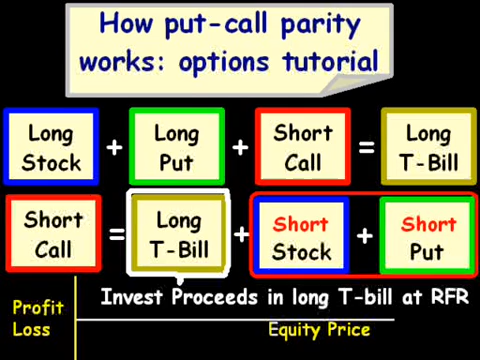 How put-call parity
works: options tutorial
Long Stock + Long Put + Short Call = Long T-Bill
Short Call = Long T-Bill + Short Stock + Short Put
Invest Proceeds in long T-bill at RFR
Profit
Loss
Equity Price